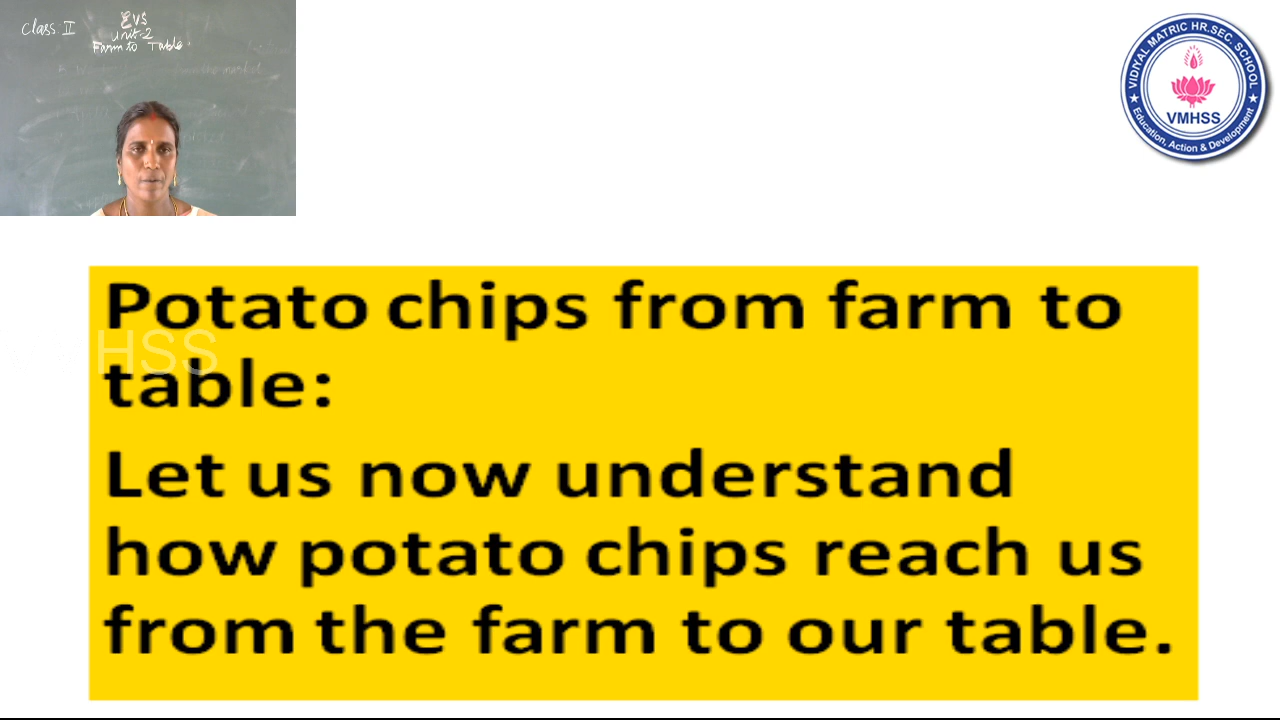 Class: II
EVS
Unit-2
Farm to Table
VIDIYAL MATRIC HR.SEC. SCHOOL
VMHSS
Education, Action & Development
Potato chips from farm to
table:
HSS
Let us now understand
how potato chips reach us
from the farm to our table.